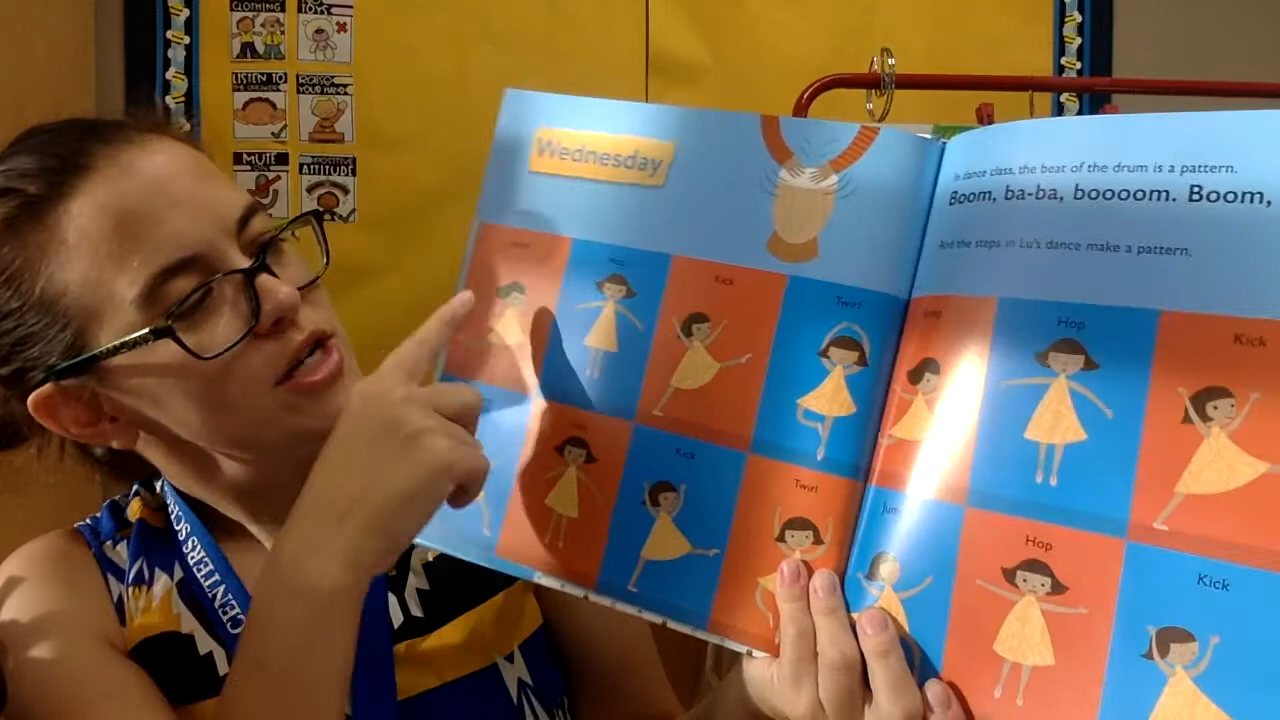 CLOTHING
TOYS
LISTEN TO
THE SPEAKER
RAISE
YOUR HAND
MUTE
POSITIVE
ATTITUDE
CENTERS
Wednesday
Kick
Twirl
Kick
Twirl
In dance class, the beat of the drum is a pattern.
Boom, ba-ba, boooom. Boom,
And the steps in Lu's dance make a pattern.
Jump
Hop
Kick
Jum
Hop
Kick